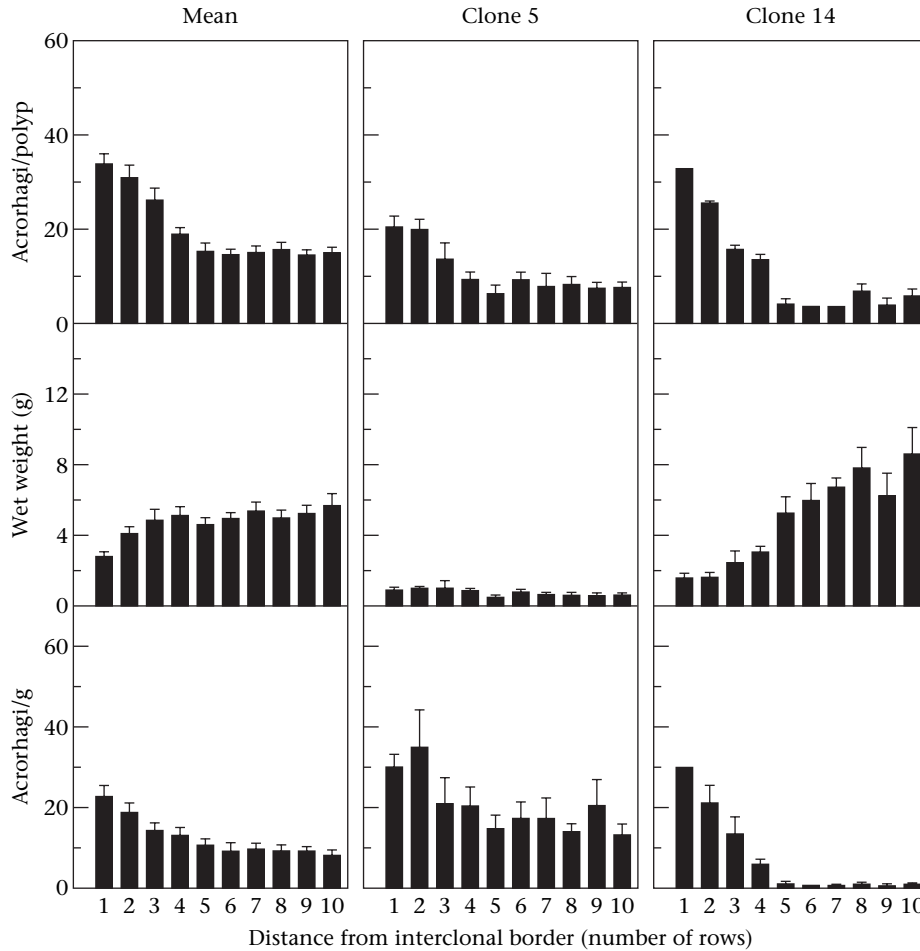 Mean Clone 5 Clone 14
Acrorhagi/polyp
60
40
20
0
Wet weight (g)
12
8
4
0
Acrorhagi/g
60
40
20
0
1 2 3 4 5 6 7 8 9 10 1 2 3 4 5 6 7 8 9 10 1 2 3 4 5 6 7 8 9 10
Distance from interclonal border (number of rows)